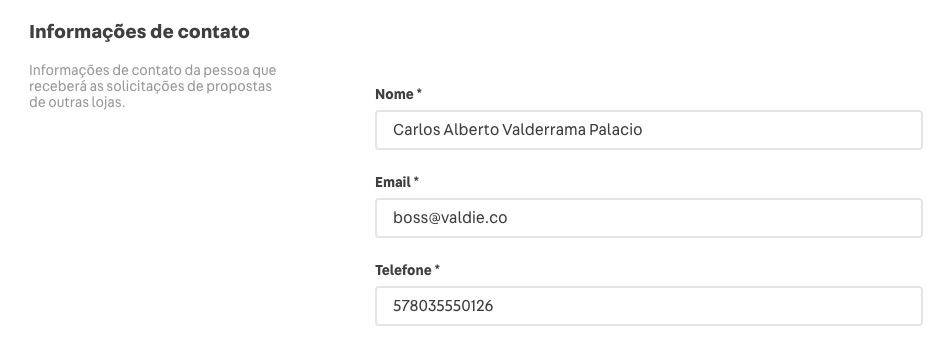 Informações de contato
Informações de contato da pessoa que
receberá as solicitações de propostas
de outras lojas.
Nome *
Carlos Alberto Valderrama Palacio
Email *
boss@valdie.co
Telefone *
578035550126